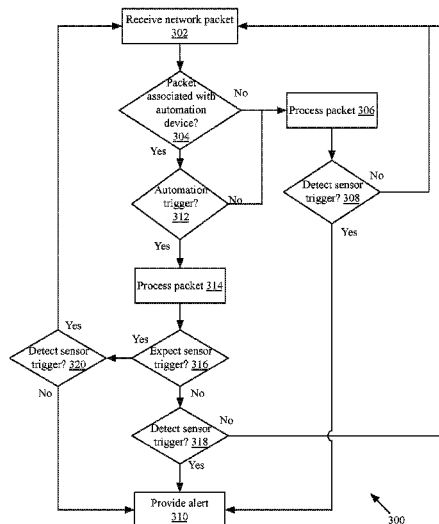 Receive network packet
302
Packet
associated with
automation
device?
304
No
Yes
Process packet 306
Detect sensor
trigger? 308
No
Yes
Automation
trigger?
312
No
Yes
Process packet 314
Expect sensor
trigger? 316
Yes
No
Detect sensor
trigger? 320
Yes
No
Detect sensor
trigger? 318
No
Yes
Provide alert
310
300